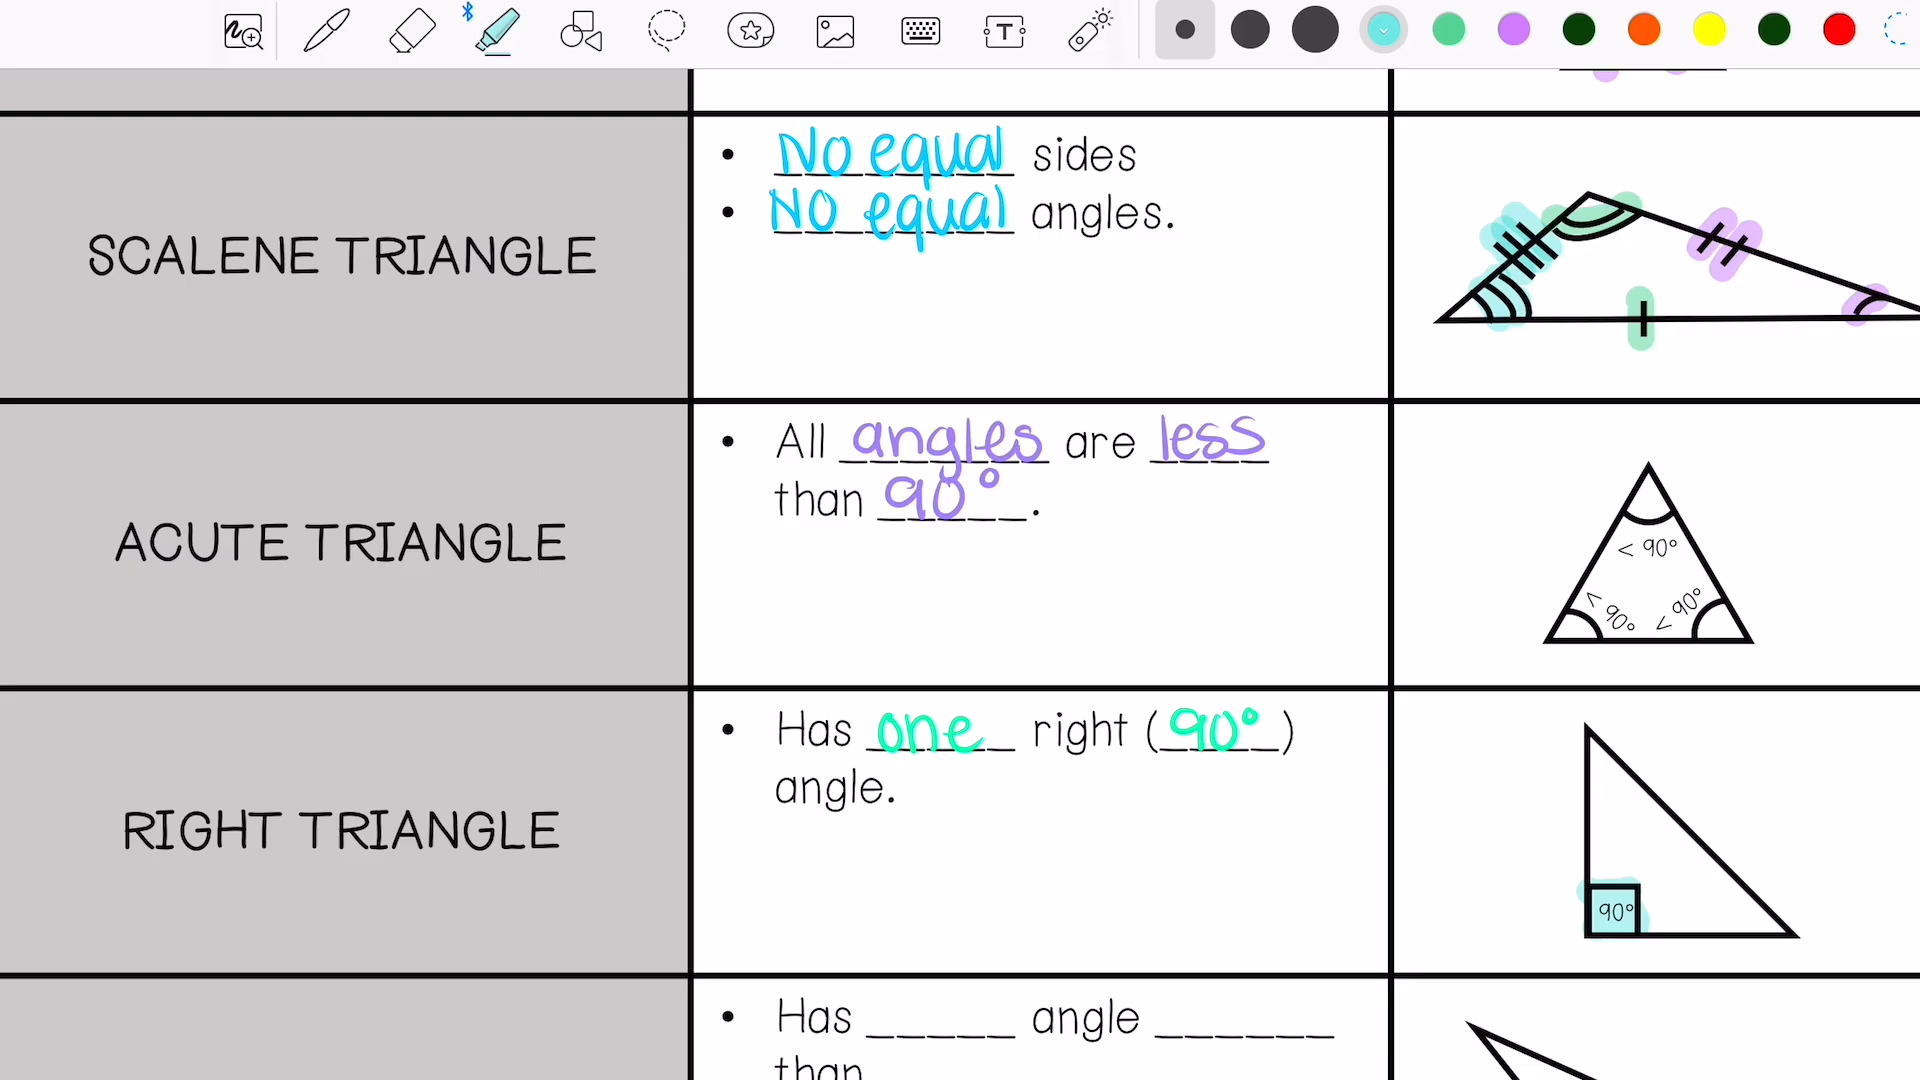 SCALENE TRIANGLE
• No equal sides
• No equal angles.
ACUTE TRIANGLE
• All angles are less
than 90°.
< 90°
< 90°
< 90°
RIGHT TRIANGLE
• Has one right (90°)
angle.
90°
• Has _____ angle ______
than